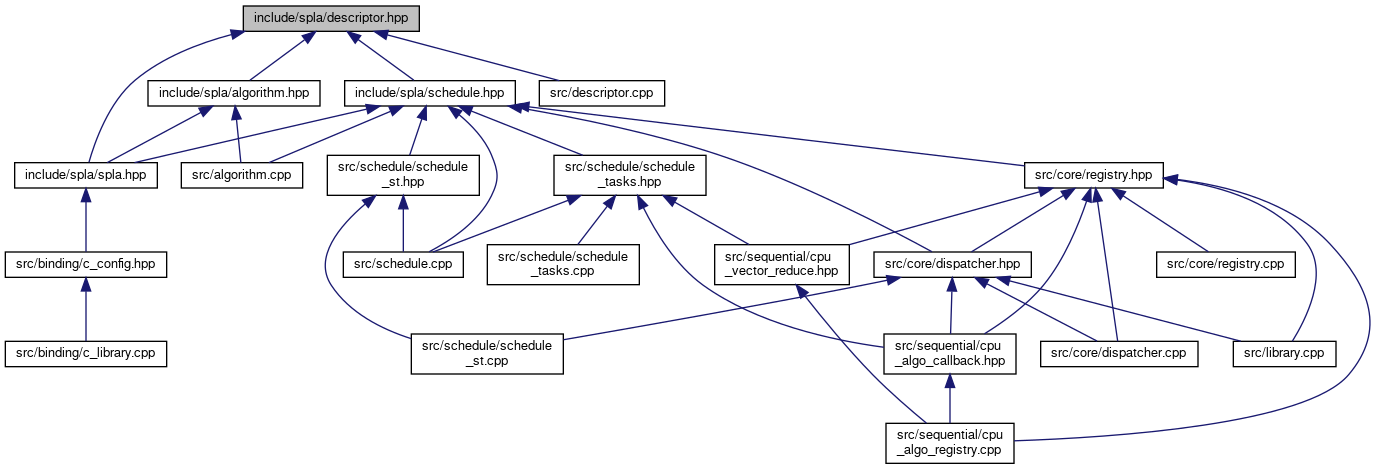 include/spla/descriptor.hpp
include/spla/algorithm.hpp
include/spla/schedule.hpp
src/descriptor.cpp
include/spla/spla.hpp
src/algorithm.cpp
src/schedule/schedule
_st.hpp
src/schedule/schedule
_tasks.hpp
src/core/registry.hpp
src/binding/c_config.hpp
src/schedule.cpp
src/schedule/schedule
_tasks.cpp
src/sequential/cpu
_vector_reduce.hpp
src/core/dispatcher.hpp
src/core/registry.cpp
src/binding/c_library.cpp
src/schedule/schedule
_st.cpp
src/sequential/cpu
_algo_callback.hpp
src/core/dispatcher.cpp
src/library.cpp
src/sequential/cpu
_algo_registry.cpp